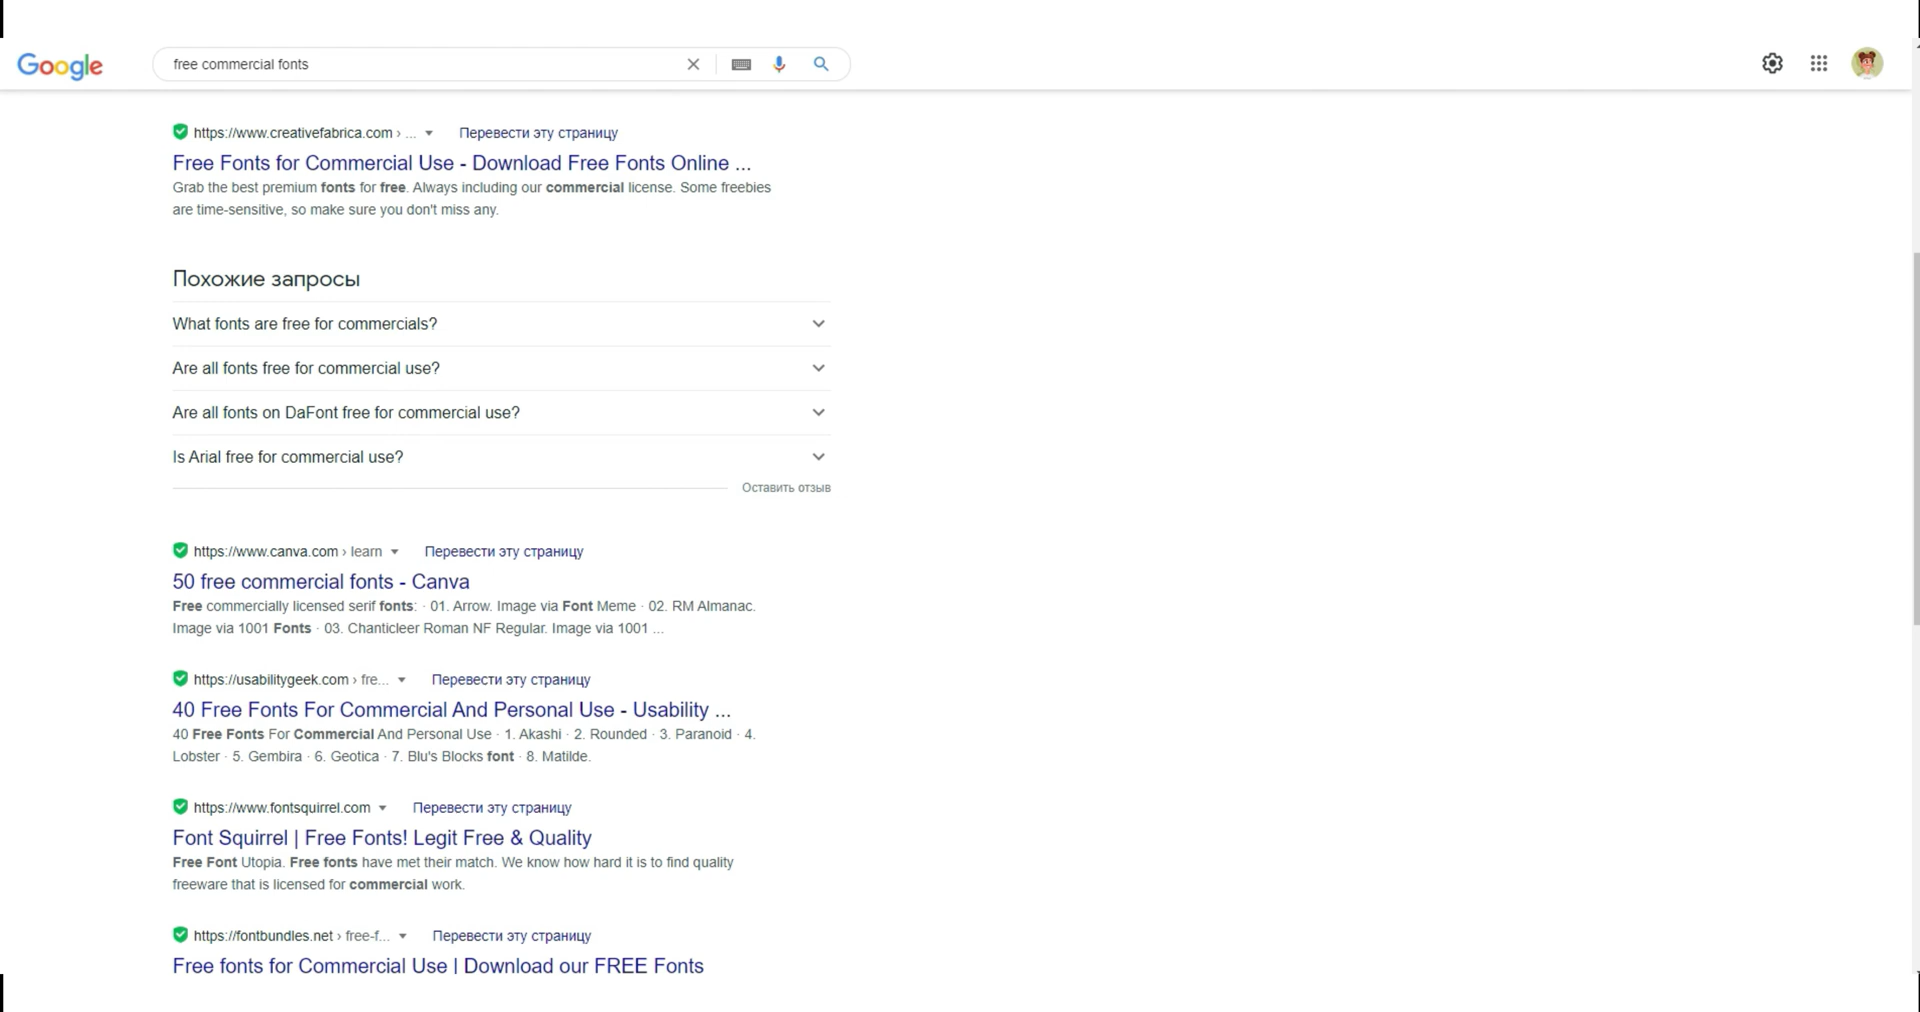 Google
free commercial fonts
https://www.creativefabrica.com › ... Перевести эту страницу
Free Fonts for Commercial Use - Download Free Fonts Online ...
Grab the best premium fonts for free. Always including our commercial license. Some freebies
are time-sensitive, so make sure you don't miss any.
Похожие запросы
What fonts are free for commercials?
Are all fonts free for commercial use?
Are all fonts on DaFont free for commercial use?
Is Arial free for commercial use?
Оставить отзыв
https://www.canva.com › learn Перевести эту страницу
50 free commercial fonts - Canva
Free commercially licensed serif fonts: · 01. Arrow. Image via Font Meme · 02. RM Almanac.
Image via 1001 Fonts · 03. Chanticleer Roman NF Regular. Image via 1001 ...
https://usabilitygeek.com › fre... Перевести эту страницу
40 Free Fonts For Commercial And Personal Use - Usability ...
40 Free Fonts For Commercial And Personal Use · 1. Akashi · 2. Rounded · 3. Paranoid · 4.
Lobster · 5. Gembira · 6. Geotica · 7. Blu's Blocks font · 8. Matilde.
https://www.fontsquirrel.com Перевести эту страницу
Font Squirrel | Free Fonts! Legit Free & Quality
Free Font Utopia. Free fonts have met their match. We know how hard it is to find quality
freeware that is licensed for commercial work.
https://fontbundles.net › free-f... Перевести эту страницу
Free fonts for Commercial Use | Download our FREE Fonts